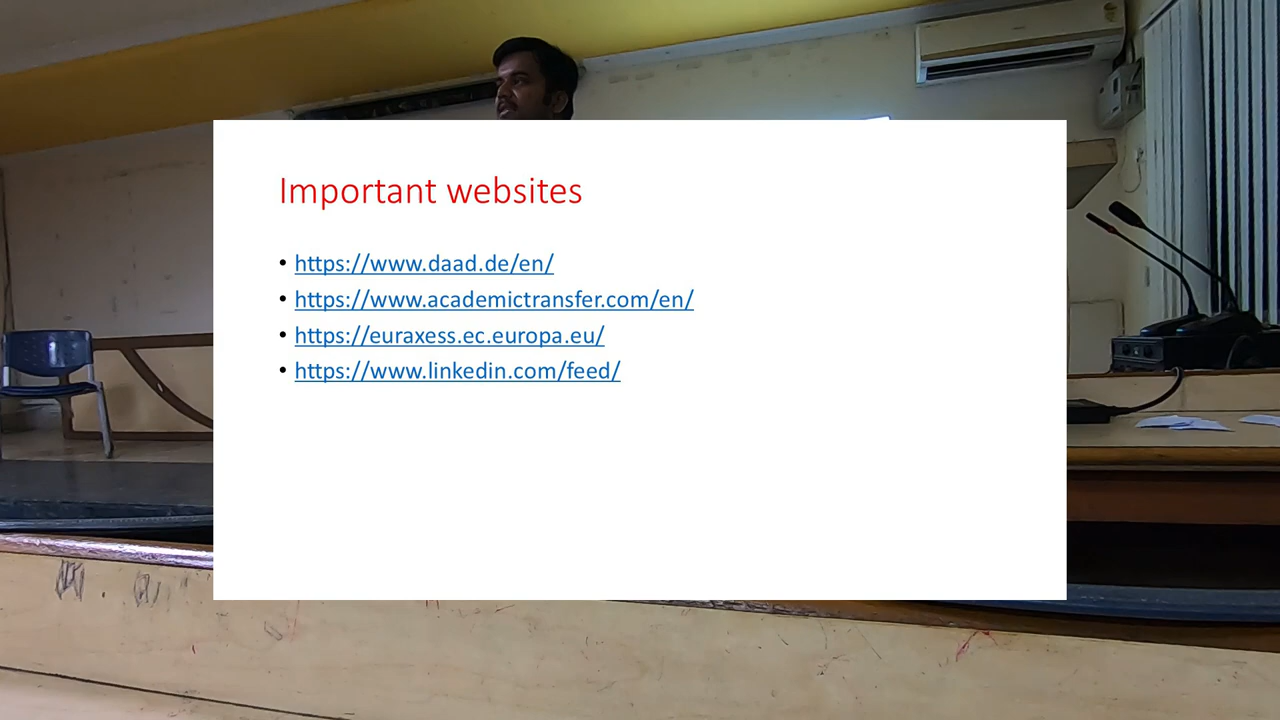 Important websites
• https://www.daad.de/en/
• https://www.academictransfer.com/en/
• https://euraxess.ec.europa.eu/
• https://www.linkedin.com/feed/